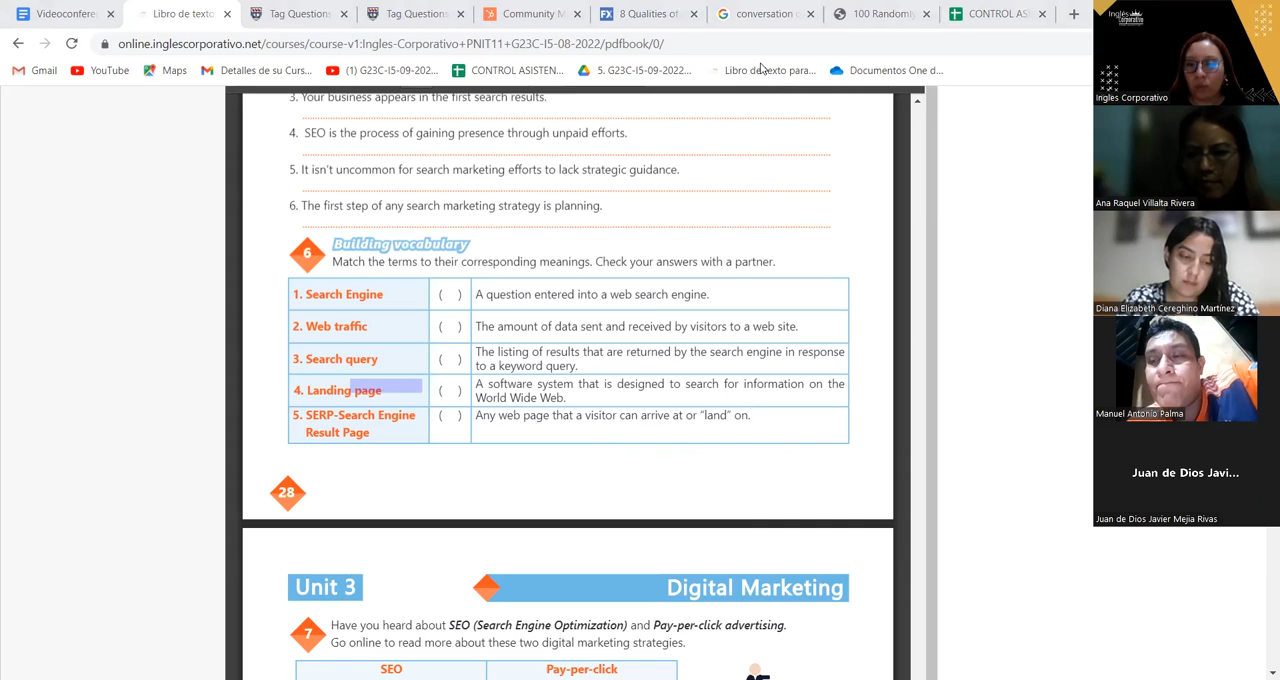 Videoconfere
Libro de texto
Tag Questions
Tag Questions
Community M
8 Qualities of
conversation c
100 Randomly
CONTROL ASI
online.inglescorporativo.net/courses/course-v1:Ingles-Corporativo+PNIT11+G23C-I5-08-2022/pdfbook/0/
Gmail
YouTube
Maps
Detalles de su Curs...
(1) G23C-I5-09-202...
CONTROL ASISTEN...
5. G23C-I5-09-2022...
Libro de texto para...
Documentos One d...
3. Your business appears in the first search results.
4. SEO is the process of gaining presence through unpaid efforts.
5. It isn't uncommon for search marketing efforts to lack strategic guidance.
6. The first step of any search marketing strategy is planning.
6
Building vocabulary
Match the terms to their corresponding meanings. Check your answers with a partner.
1. Search Engine ( ) A question entered into a web search engine.
2. Web traffic ( ) The amount of data sent and received by visitors to a web site.
3. Search query ( ) The listing of results that are returned by the search engine in response
to a keyword query.
4. Landing page ( ) A software system that is designed to search for information on the
World Wide Web.
5. SERP-Search Engine ( ) Any web page that a visitor can arrive at or "land" on.
Result Page
28
Unit 3
Digital Marketing
7
Have you heard about SEO (Search Engine Optimization) and Pay-per-click advertising.
Go online to read more about these two digital marketing strategies.
SEO
Pay-per-click
Inglés
Corporativo
Ingles Corporativo
Ana Raquel Villalta Rivera
Diana Elizabeth Cereghino Martínez
Manuel Antonio Palma
Juan de Dios Javi...
Juan de Dios Javier Mejia Rivas